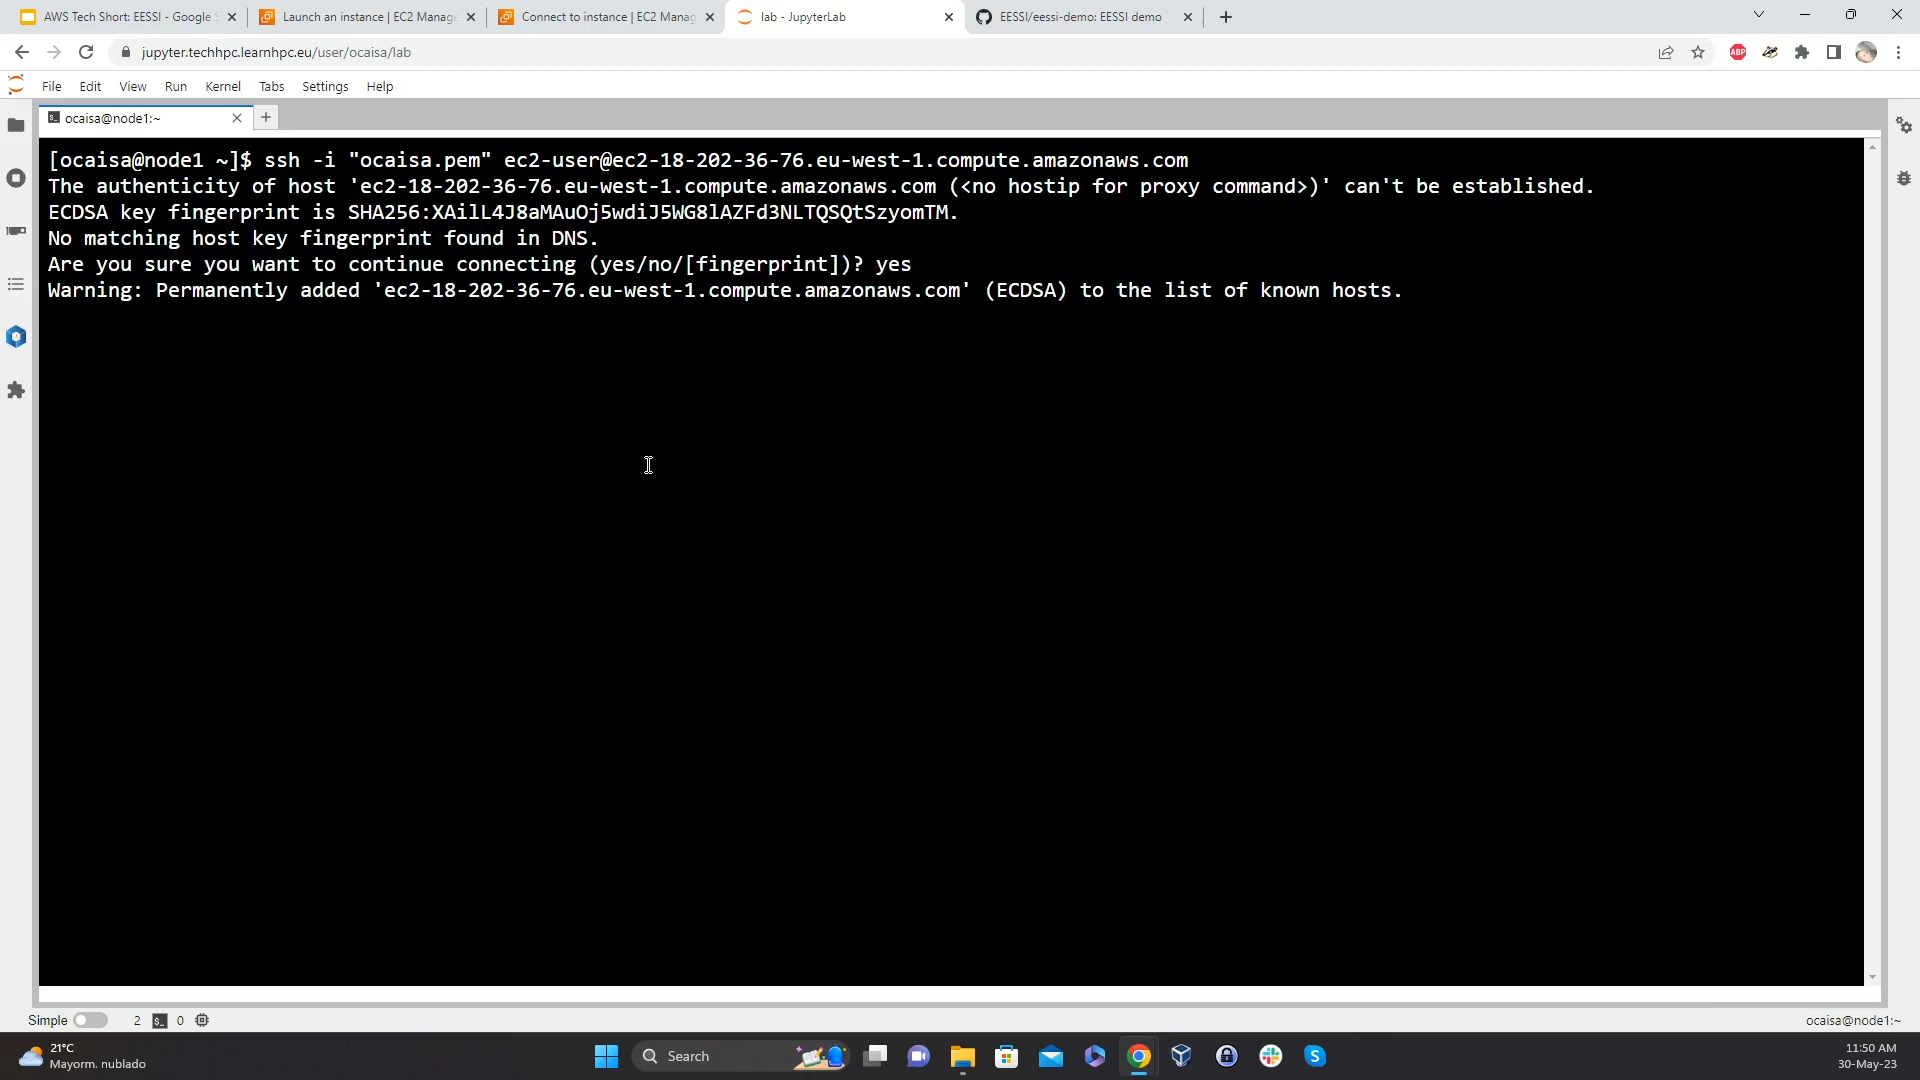 AWS Tech Short: EESSI - Google S
Launch an instance | EC2 Manage
Connect to instance | EC2 Manag
lab - JupyterLab
EESSI/eessi-demo: EESSI demo
jupyter.techhpc.learnhpc.eu/user/ocaisa/lab
ABP
File Edit View Run Kernel Tabs Settings Help
ocaisa@node1:~
[ocaisa@node1 ~]$ ssh -i "ocaisa.pem" ec2-user@ec2-18-202-36-76.eu-west-1.compute.amazonaws.com
The authenticity of host 'ec2-18-202-36-76.eu-west-1.compute.amazonaws.com (<no hostip for proxy command>)' can't be established.
ECDSA key fingerprint is SHA256:XAilL4J8aMAuOj5wdiJ5WG8lAZFd3NLTQSQtSzyomTM.
No matching host key fingerprint found in DNS.
Are you sure you want to continue connecting (yes/no/[fingerprint])? yes
Warning: Permanently added 'ec2-18-202-36-76.eu-west-1.compute.amazonaws.com' (ECDSA) to the list of known hosts.
Simple 2 0
ocaisa@node1:~
21°C
Mayorm. nublado
Search
11:50 AM
30-May-23